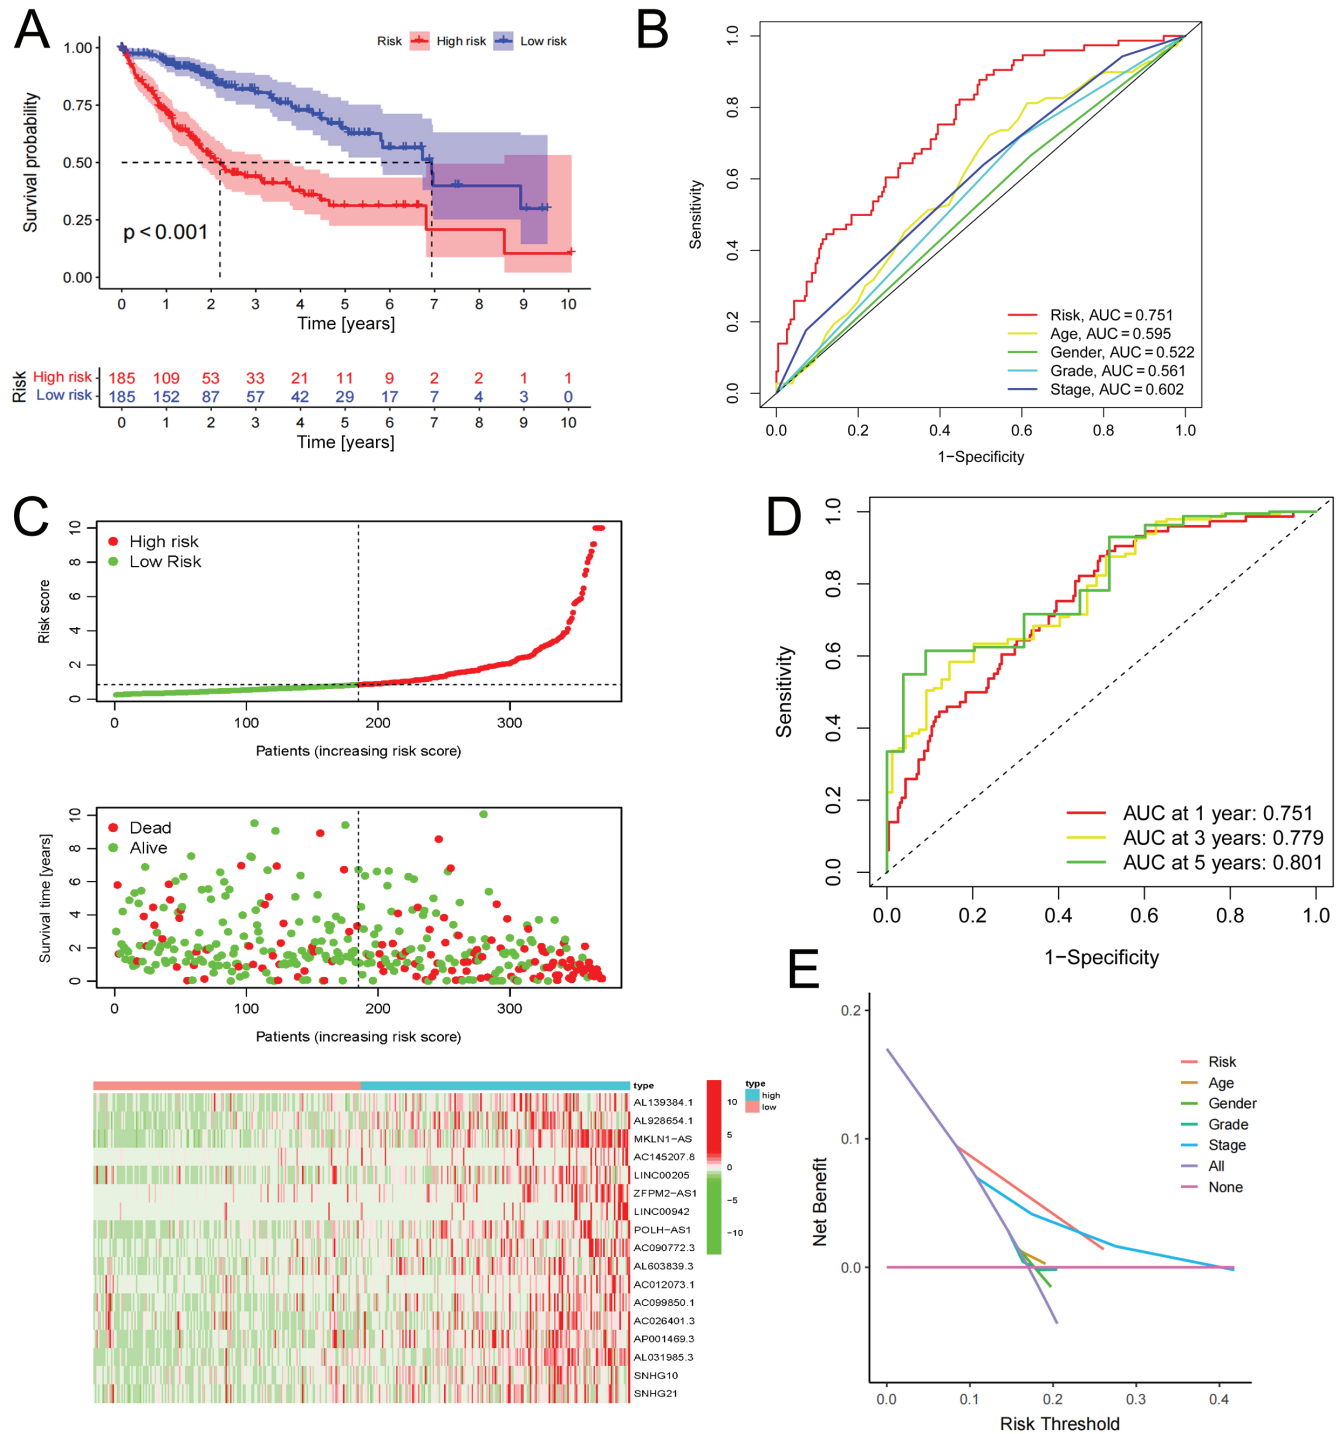 A
Risk High risk Low risk
1.00
0.75
0.50
0.25
0.00
Survival probability
p < 0.001
0 1 2 3 4 5 6 7 8 9 10
Time [years]
Risk
High risk 185 109 53 33 21 11 9 2 2 1 1
Low risk 185 152 87 57 42 29 17 7 4 3 0
0 1 2 3 4 5 6 7 8 9 10
Time [years]
B
1.0
0.8
0.6
0.4
0.2
0.0
Sensitivity
Risk, AUC = 0.751
Age, AUC = 0.595
Gender, AUC = 0.522
Grade, AUC = 0.561
Stage, AUC = 0.602
0.0 0.2 0.4 0.6 0.8 1.0
1−Specificity
C
10
8
6
4
2
0
Risk score
High risk
Low Risk
0 100 200 300
Patients (increasing risk score)
10
8
6
4
2
0
Survival time [years]
Dead
Alive
0 100 200 300
Patients (increasing risk score)
type
AL139384.1
AL928654.1
MKLN1−AS
AC145207.8
LINC00205
ZFPM2−AS1
LINC00942
POLH−AS1
AC090772.3
AL603839.3
AC012073.1
AC099850.1
AC026401.3
AP001469.3
AL031985.3
SNHG10
SNHG21
10
5
0
−5
−10
type
high
low
D
1.0
0.8
0.6
0.4
0.2
0.0
Sensitivity
AUC at 1 year: 0.751
AUC at 3 years: 0.779
AUC at 5 years: 0.801
0.0 0.2 0.4 0.6 0.8 1.0
1−Specificity
E
0.2
0.1
0.0
Net Benefit
Risk
Age
Gender
Grade
Stage
All
None
0.0 0.1 0.2 0.3 0.4
Risk Threshold